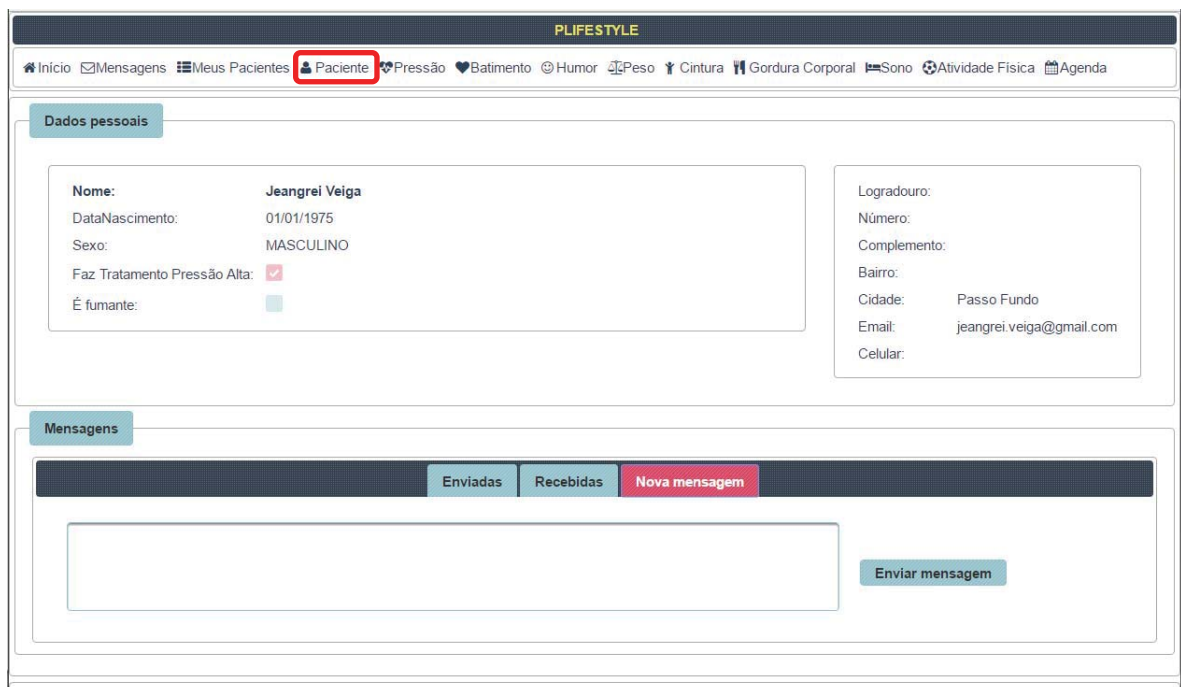 PLIFESTYLE
Início Mensagens Meus Pacientes Paciente Pressão Batimento Humor Peso Cintura Gordura Corporal Sono Atividade Física Agenda
Dados pessoais
Nome: Jeangrei Veiga
DataNascimento: 01/01/1975
Sexo: MASCULINO
Faz Tratamento Pressão Alta:
É fumante:
Logradouro:
Número:
Complemento:
Bairro:
Cidade: Passo Fundo
Email: jeangrei.veiga@gmail.com
Celular:
Mensagens
Enviadas Recebidas Nova mensagem
Enviar mensagem